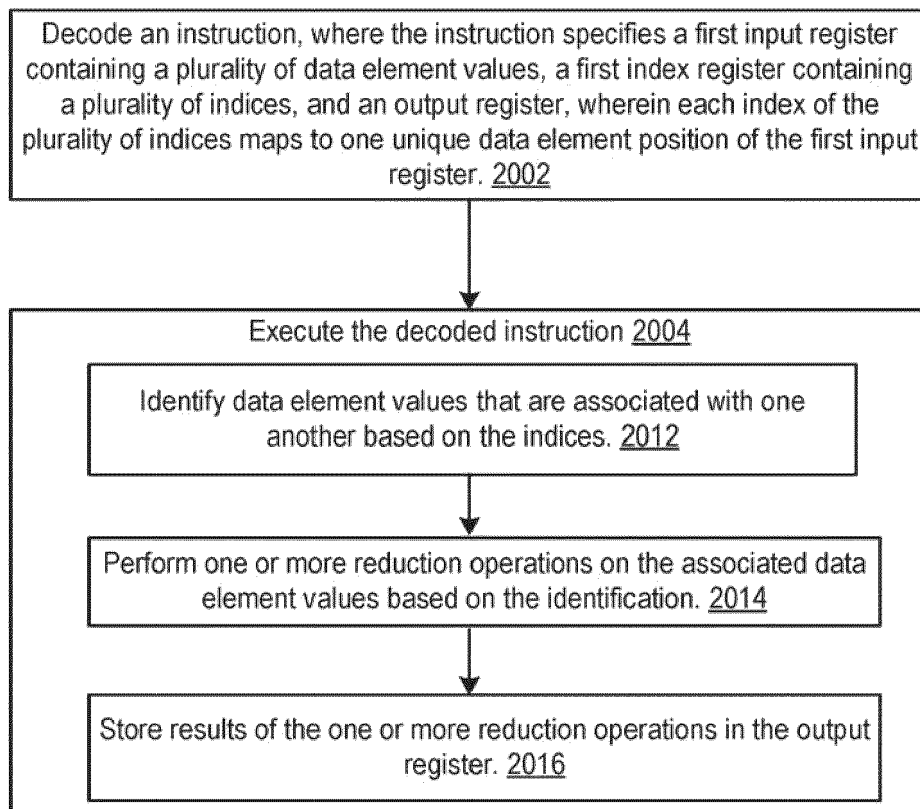 Decode an instruction, where the instruction specifies a first input register
containing a plurality of data element values, a first index register containing
a plurality of indices, and an output register, wherein each index of the
plurality of indices maps to one unique data element position of the first input
register. 2002
Execute the decoded instruction 2004
Identify data element values that are associated with one
another based on the indices. 2012
Perform one or more reduction operations on the associated data
element values based on the identification. 2014
Store results of the one or more reduction operations in the output
register. 2016